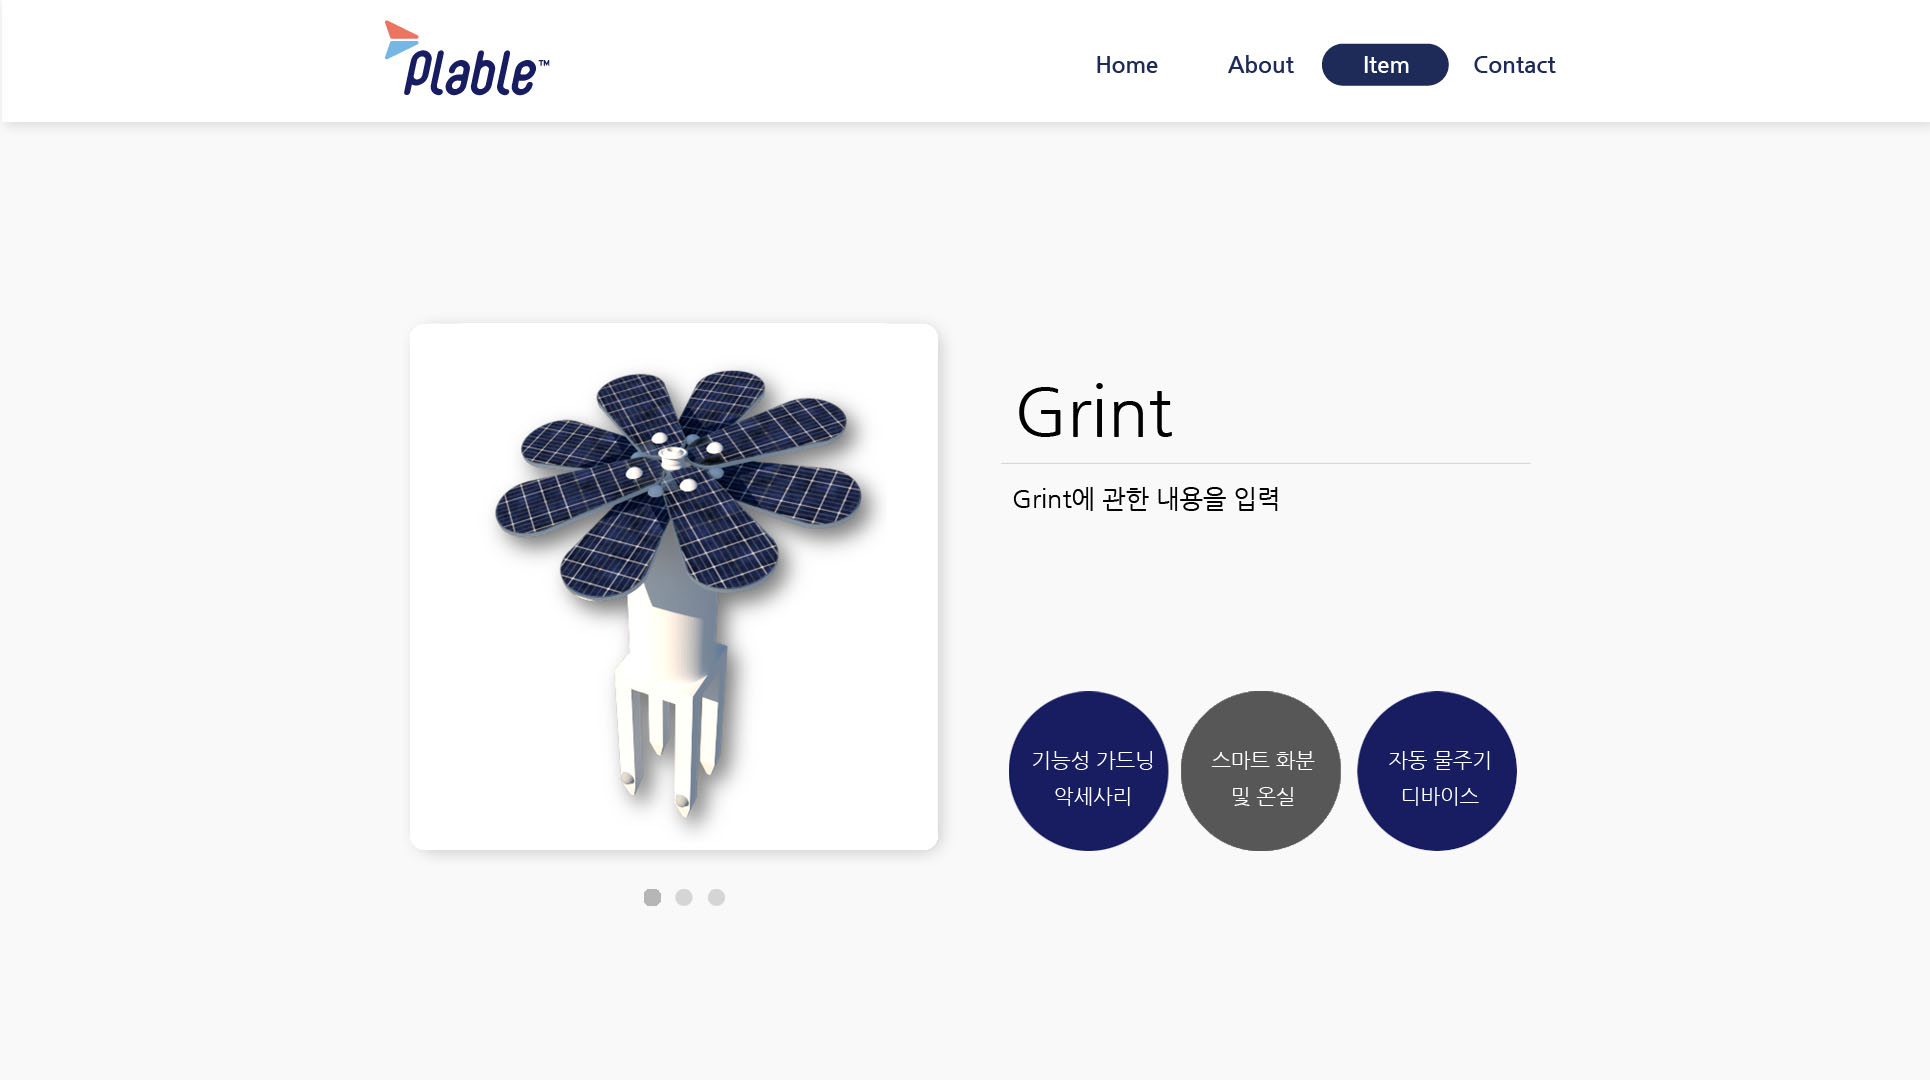 Plable™
Home About Item Contact
Grint
Grint에 관한 내용을 입력
기능성 가드닝
악세사리
스마트 화분
및 온실
자동 물주기
디바이스